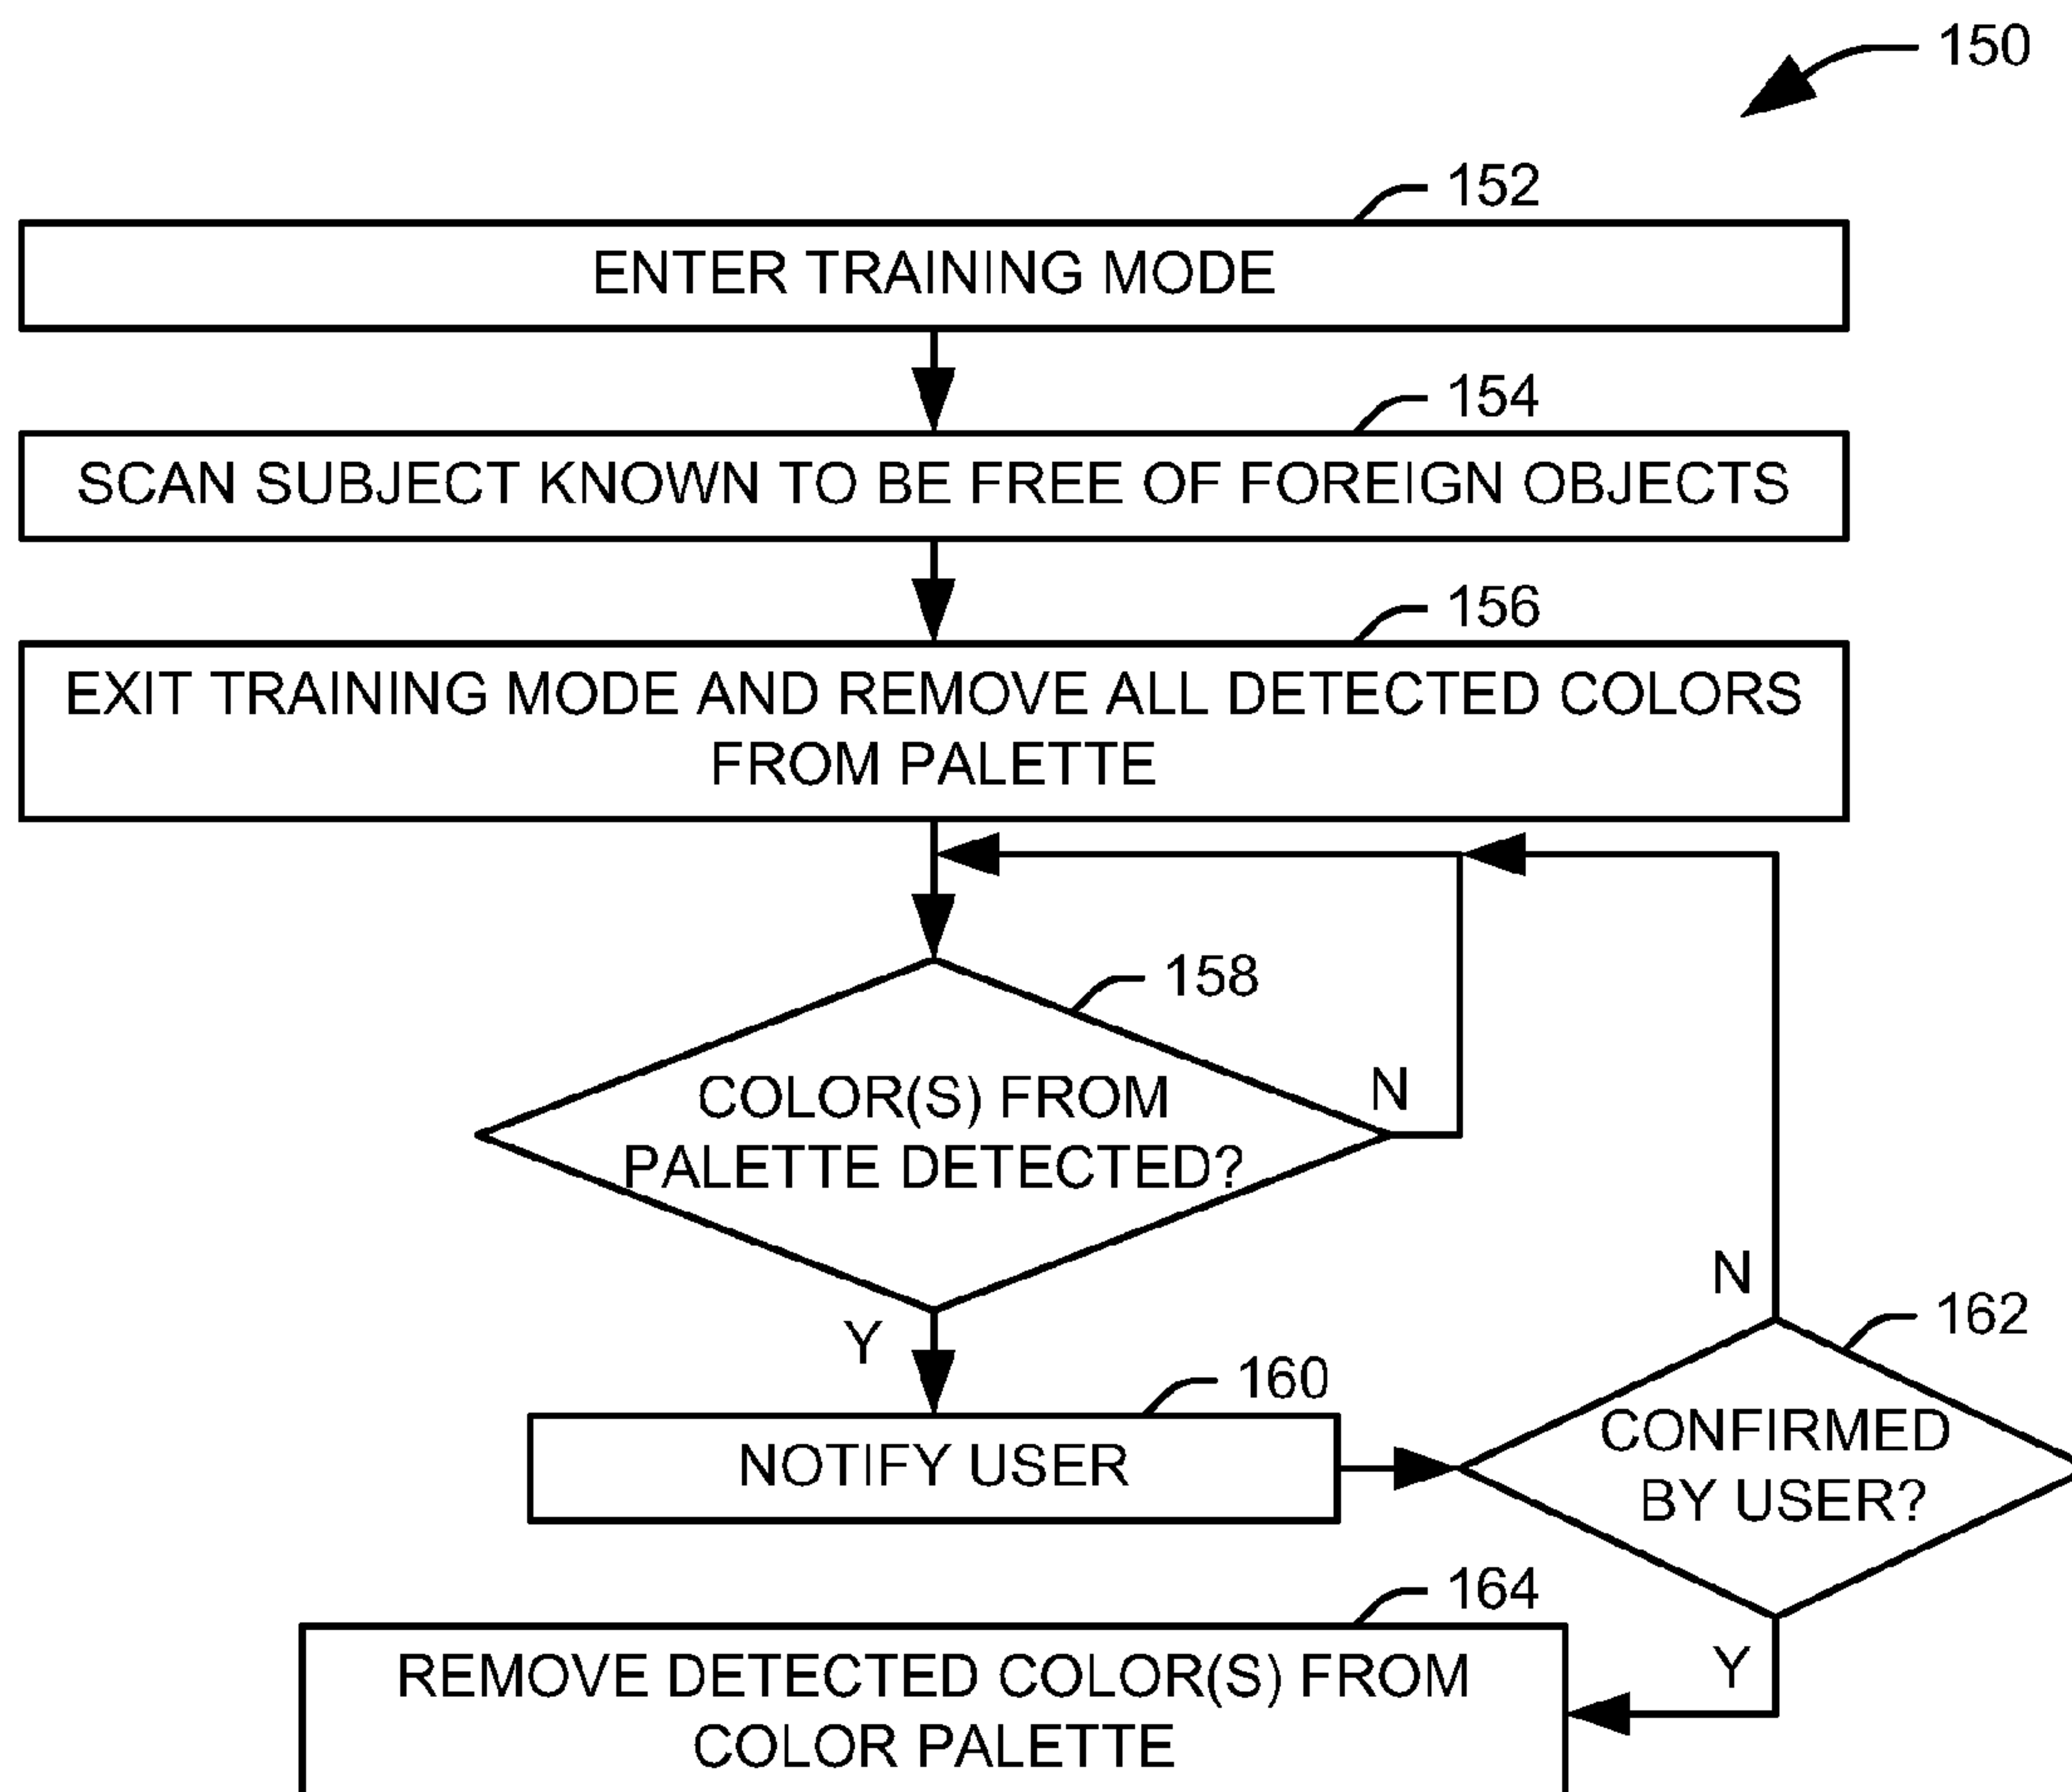 150
152
ENTER TRAINING MODE
154
SCAN SUBJECT KNOWN TO BE FREE OF FOREIGN OBJECTS
156
EXIT TRAINING MODE AND REMOVE ALL DETECTED COLORS
FROM PALETTE
158
COLOR(S) FROM
PALETTE DETECTED?
N
Y
160
NOTIFY USER
162
CONFIRMED
BY USER?
N
Y
164
REMOVE DETECTED COLOR(S) FROM
COLOR PALETTE